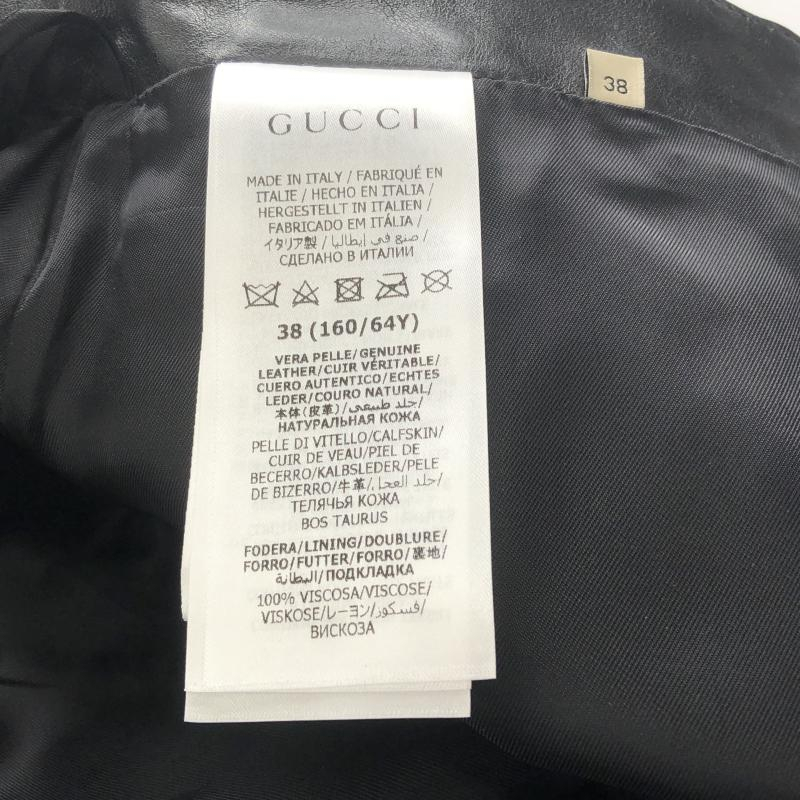 38
GUCCI
MADE IN ITALY / FABRIQUÉ EN
ITALIE / HECHO EN ITALIA /
HERGESTELLT IN ITALIEN /
FABRICADO EM ITÁLIA /
イタリア製 / صنع في إيطاليا /
СДЕЛАНО В ИТАЛИИ
38 (160/64Y)
VERA PELLE/GENUINE
LEATHER/CUIR VÉRITABLE/
CUERO AUTENTICO/ECHTES
LEDER/COURO NATURAL/
本体(皮革)/جلد طبيعي/
НАТУРАЛЬНАЯ КОЖА
PELLE DI VITELLO/CALFSKIN/
CUIR DE VEAU/PIEL DE
BECERRO/KALBSLEDER/PELE
DE BIZERRO/牛革/جلد العجل/
ТЕЛЯЧЬЯ КОЖА
BOS TAURUS
FODERA/LINING/DOUBLURE/
FORRO/FUTTER/FORRO/裏地/
البطانة/ПОДКЛАДКА
100% VISCOSA/VISCOSE/
VISKOSE/レーヨン/فسكوز/
ВИСКОЗА